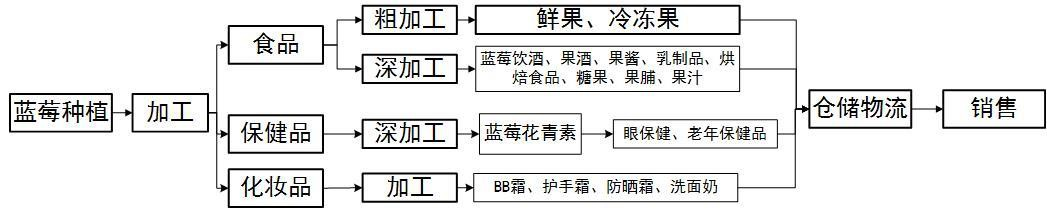 粗加工
鲜果、冷冻果
食品
深加工
蓝莓饮酒、果酒、果酱、乳制品、烘
焙食品、糖果、果脯、果汁
蓝莓种植
加工
仓储物流
销售
保健品
深加工
蓝莓花青素
眼保健、老年保健品
化妆品
加工
BB霜、护手霜、防晒霜、洗面奶